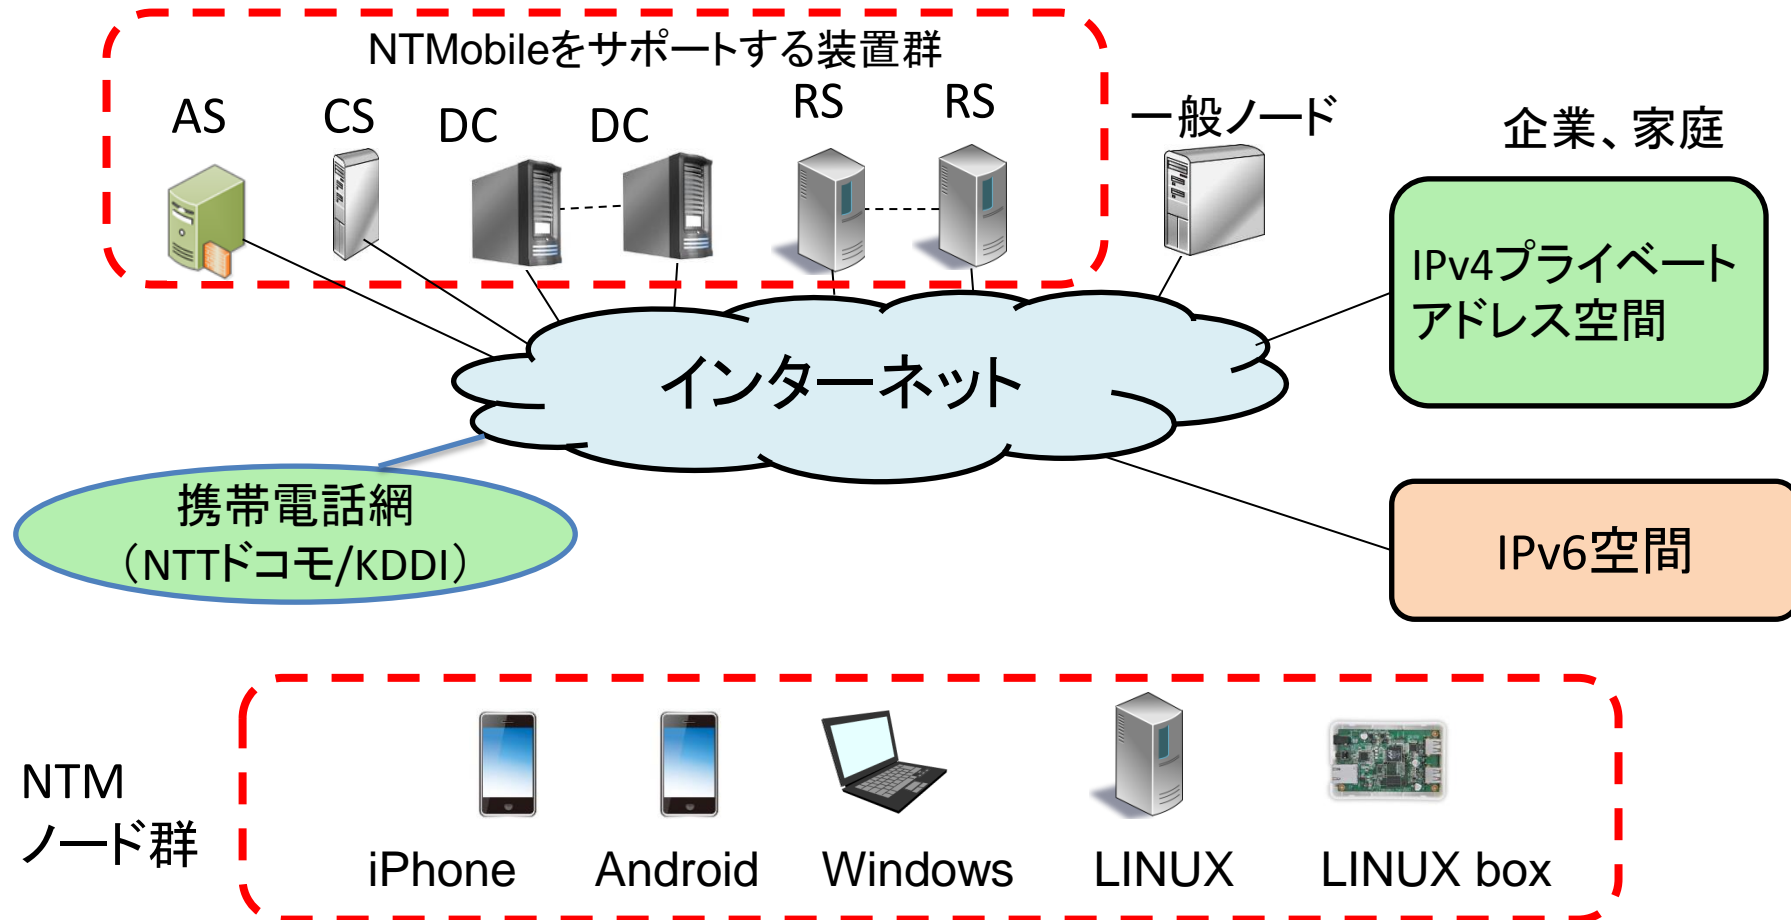 NTMobileをサポートする装置群
AS
CS
DC
DC
RS
RS
一般ノード
企業、家庭
IPv4プライベート
アドレス空間
インターネット
携帯電話網
（NTTドコモ/KDDI）
IPv6空間
NTM
ノード群
iPhone
Android
Windows
LINUX
LINUX box